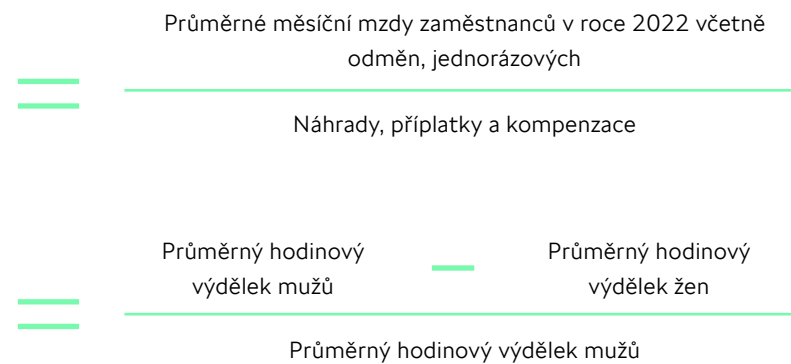 Průměrné měsíční mzdy zaměstnanců v roce 2022 včetně
odměn, jednorázových
Náhrady, příplatky a kompenzace
Průměrný hodinový
výdělek mužů
Průměrný hodinový
výdělek žen
Průměrný hodinový výdělek mužů